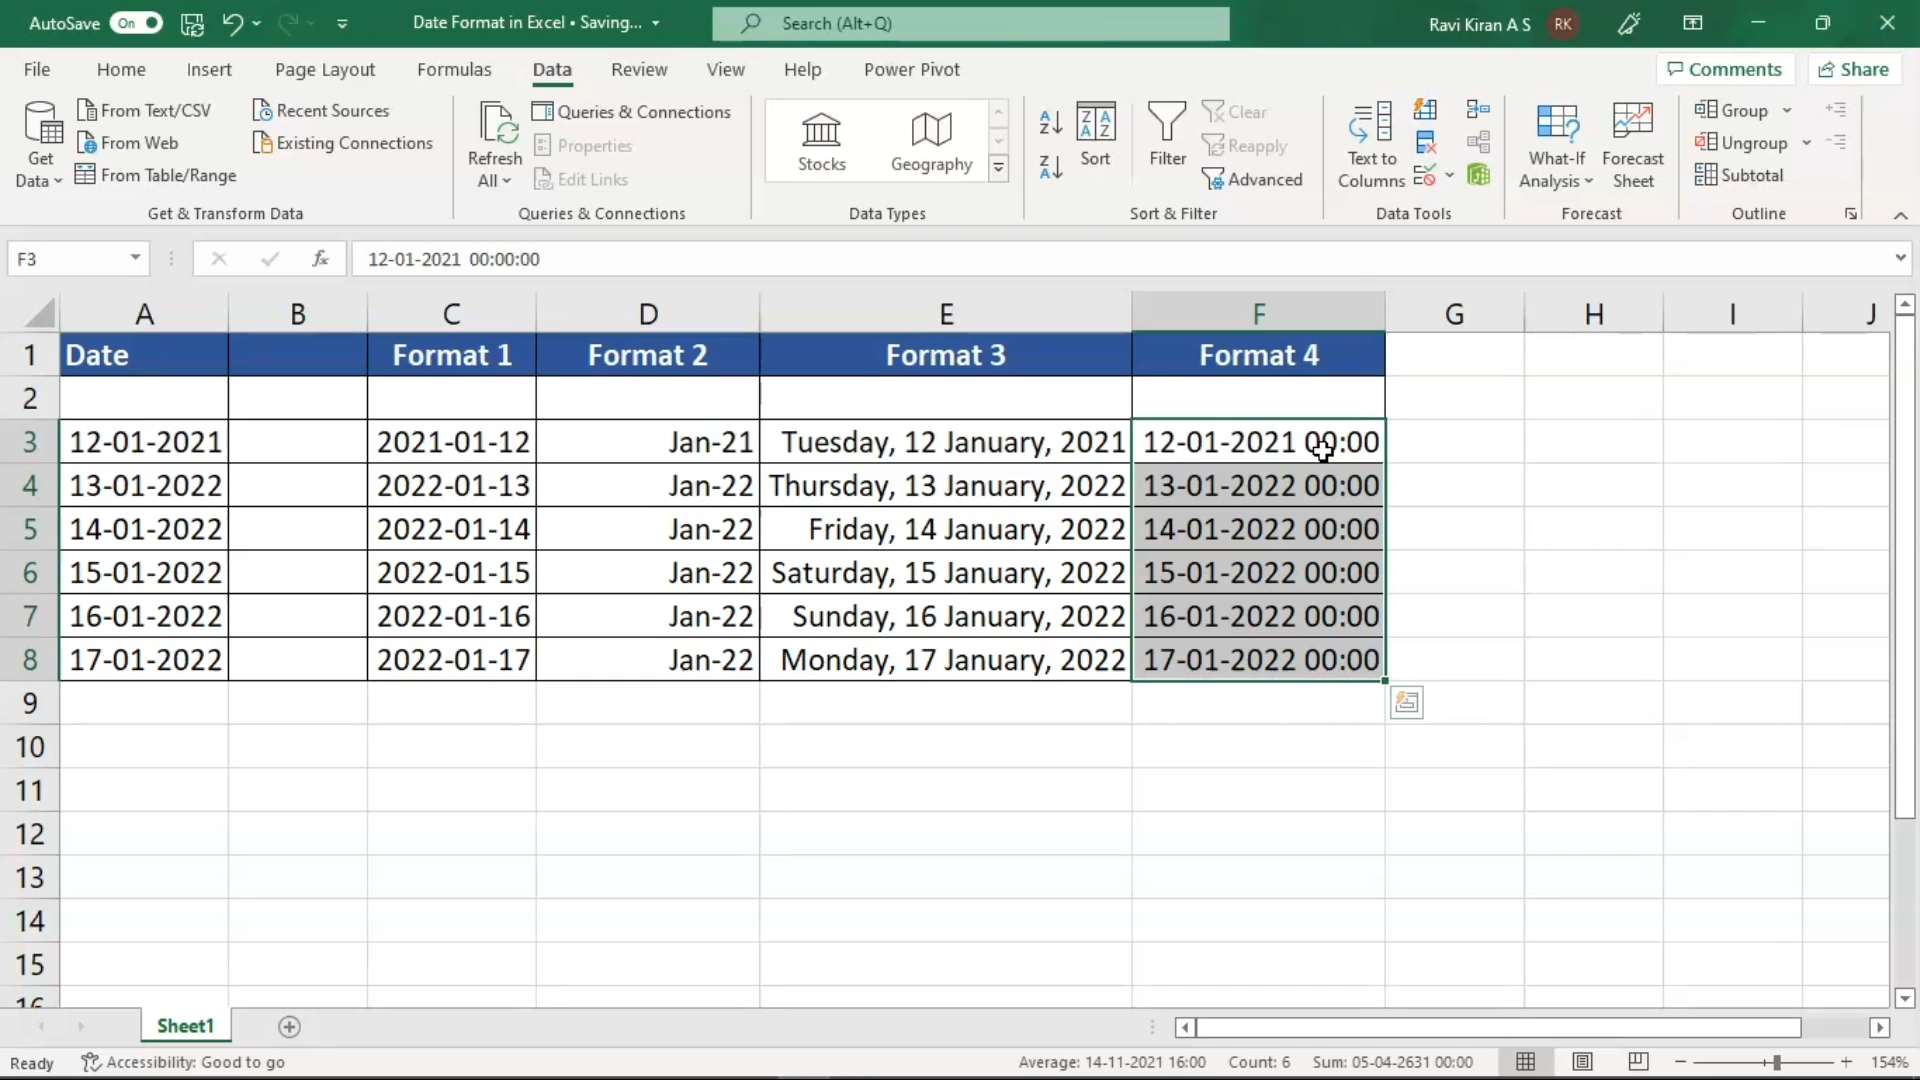 AutoSave On Date Format in Excel • Saving... Search (Alt+Q) Ravi Kiran A S RK
File Home Insert Page Layout Formulas Data Review View Help Power Pivot Comments Share
Get Data From Text/CSV From Web From Table/Range Recent Sources Existing Connections
Get & Transform Data
Refresh All Queries & Connections Properties Edit Links
Queries & Connections
Stocks Geography
Data Types
Sort Filter Clear Reapply Advanced
Sort & Filter
Text to Columns
Data Tools
What-If Analysis Forecast Sheet
Forecast
Group Ungroup Subtotal
Outline
F3 fx 12-01-2021 00:00:00
A B C D E F G H I J
1 Date Format 1 Format 2 Format 3 Format 4
2
3 12-01-2021 2021-01-12 Jan-21 Tuesday, 12 January, 2021 12-01-2021 00:00
4 13-01-2022 2022-01-13 Jan-22 Thursday, 13 January, 2022 13-01-2022 00:00
5 14-01-2022 2022-01-14 Jan-22 Friday, 14 January, 2022 14-01-2022 00:00
6 15-01-2022 2022-01-15 Jan-22 Saturday, 15 January, 2022 15-01-2022 00:00
7 16-01-2022 2022-01-16 Jan-22 Sunday, 16 January, 2022 16-01-2022 00:00
8 17-01-2022 2022-01-17 Jan-22 Monday, 17 January, 2022 17-01-2022 00:00
9
10
11
12
13
14
15
16
Sheet1
Ready Accessibility: Good to go Average: 14-11-2021 16:00 Count: 6 Sum: 05-04-2631 00:00 154%